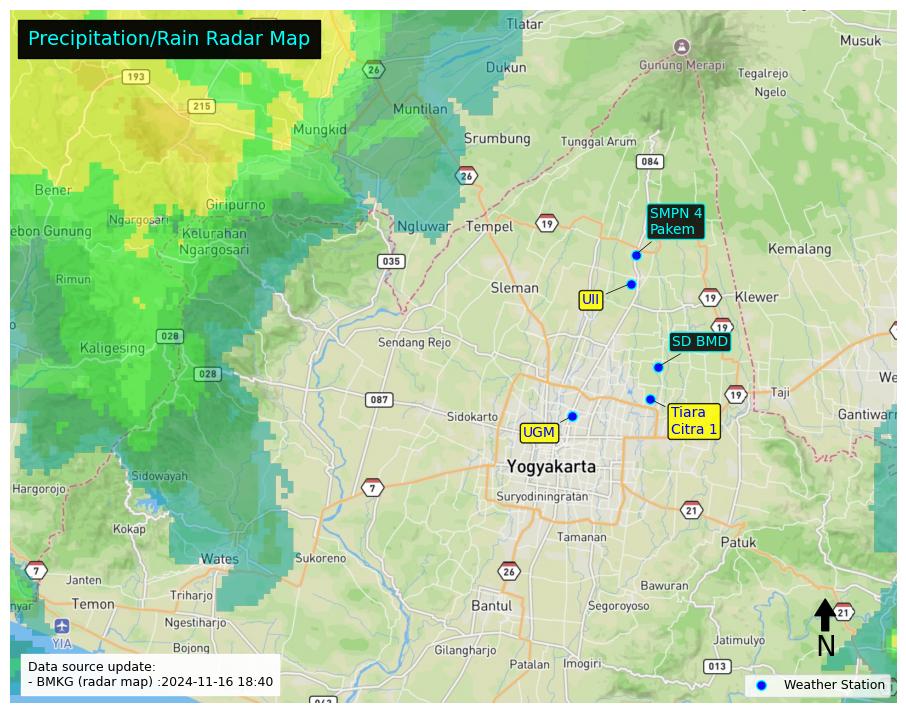 Precipitation/Rain Radar Map
Tlatar
Musuk
Gunung Merapi
Dukun
26
193
Tegalrejo
Ngelo
215
Muntilan
Mungkid
Srumbung
Tunggal Arum
084
26
Bener
Giripurno
Ngargosari
SMPN 4
Pakem
Ngluwar
Tempel
19
ebon Gunung
Kelurahan
Ngargosari
Kemalang
035
Rimun
Sleman
UII
19
Klewer
19
028
Sendang Rejo
SD BMD
Kaligesing
028
We
087
19
Taji
Sidokarto
Tiara
Citra 1
Gantiwar
UGM
Yogyakarta
Sidowayah
Hargorojo
7
Suryodiningratan
21
Kokap
Tamanan
Patuk
Wates
Sukoreno
7
26
Janten
Bawuran
nyar
Temon
Triharjo
Bantul
Segoroyoso
21
Ngestiharjo
YIA
N
Bojong
Gilangharjo
Jatimulyo
Patalan
Imogiri
013
Data source update:
- BMKG (radar map) :2024-11-16 18:40
Weather Station